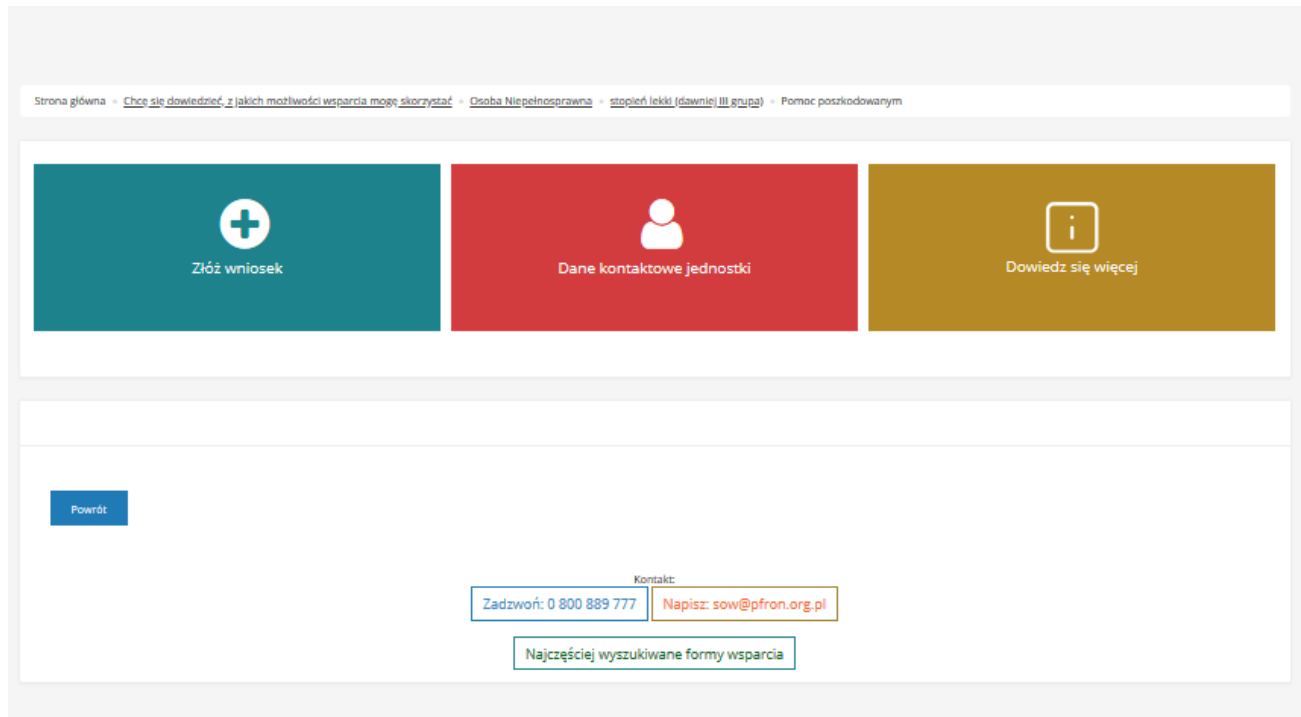 Strona główna » Chcę się dowiedzieć, z jakich możliwości wsparcia mogę skorzystać » Osoba Niepełnosprawna » stopień lekki (dawniej III grupa) » Pomoc poszkodowanym
Złóż wniosek
Dane kontaktowe jednostki
Dowiedz się więcej
Powrót
Kontakt:
Zadzwoń: 0 800 889 777
Napisz: sow@pfron.org.pl
Najczęściej wyszukiwane formy wsparcia